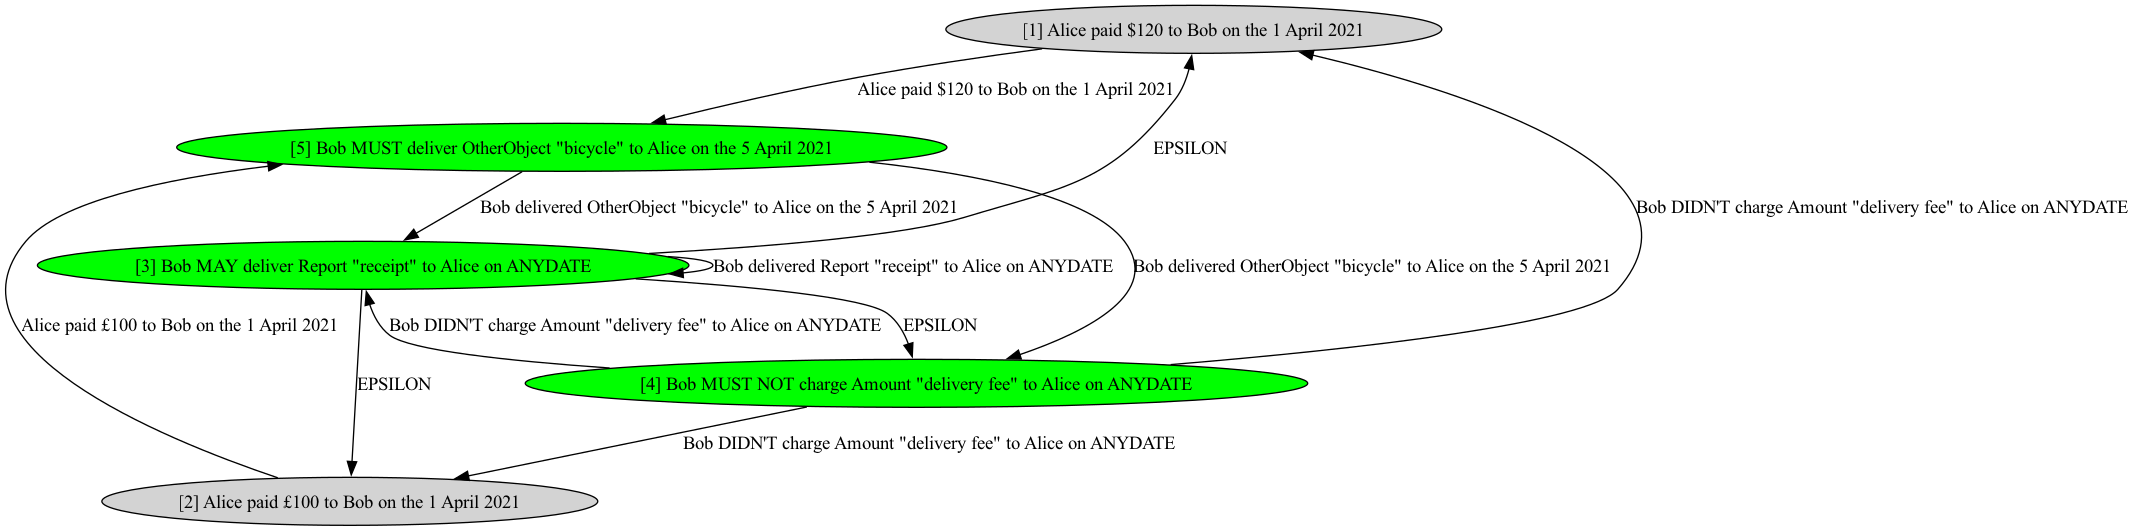 [1] Alice paid $120 to Bob on the 1 April 2021
Alice paid $120 to Bob on the 1 April 2021
[5] Bob MUST deliver OtherObject "bicycle" to Alice on the 5 April 2021
EPSILON
Bob delivered OtherObject "bicycle" to Alice on the 5 April 2021
Bob DIDN'T charge Amount "delivery fee" to Alice on ANYDATE
[3] Bob MAY deliver Report "receipt" to Alice on ANYDATE
Bob delivered Report "receipt" to Alice on ANYDATE
Bob delivered OtherObject "bicycle" to Alice on the 5 April 2021
Alice paid £100 to Bob on the 1 April 2021
Bob DIDN'T charge Amount "delivery fee" to Alice on ANYDATE
EPSILON
EPSILON
[4] Bob MUST NOT charge Amount "delivery fee" to Alice on ANYDATE
Bob DIDN'T charge Amount "delivery fee" to Alice on ANYDATE
[2] Alice paid £100 to Bob on the 1 April 2021